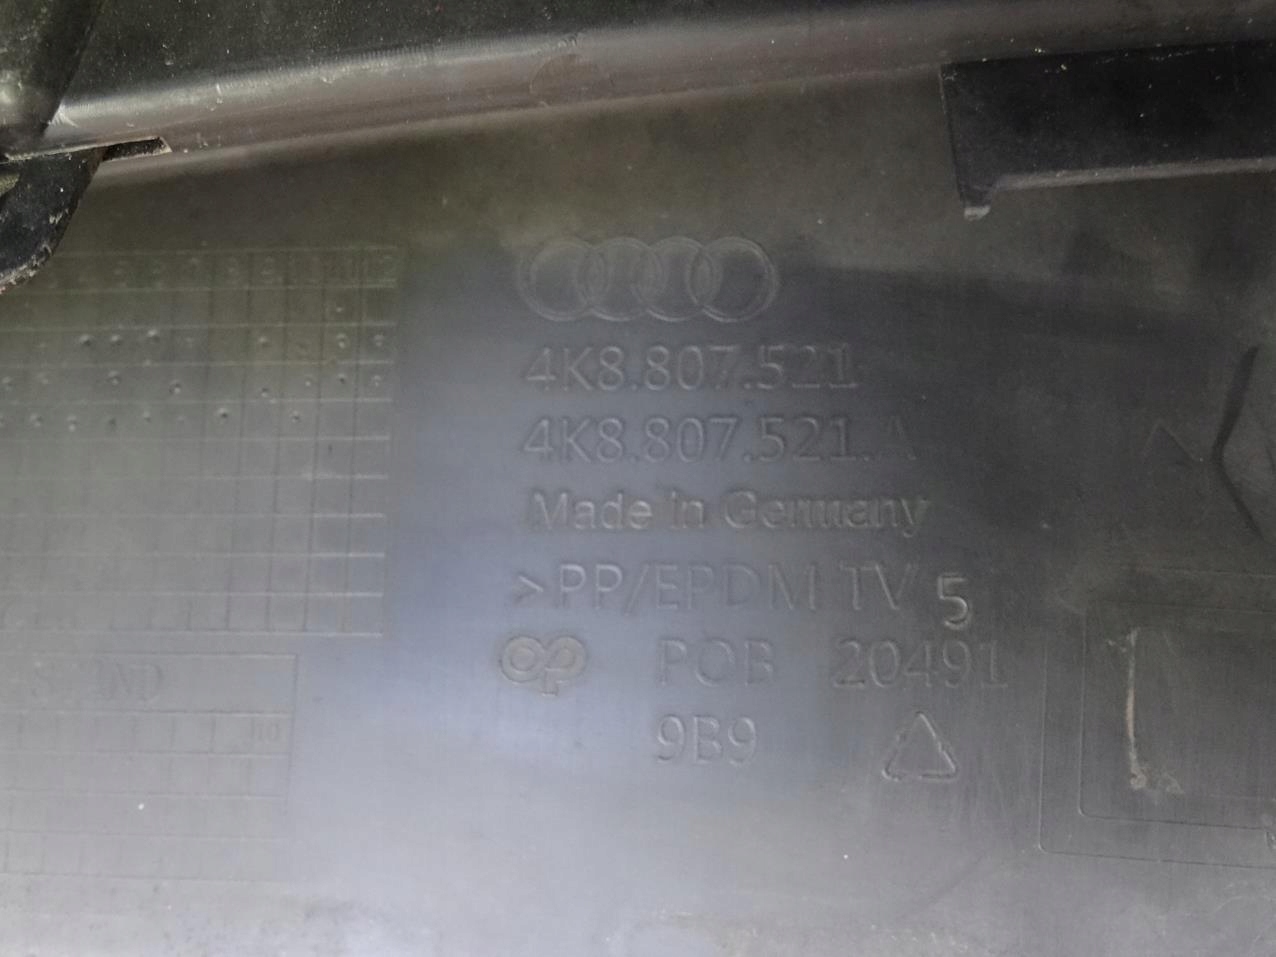 4K8.807.521
4K8.807.521.A
Made in Germany
>PP/EPDM TV 5
POB 20491
9B9